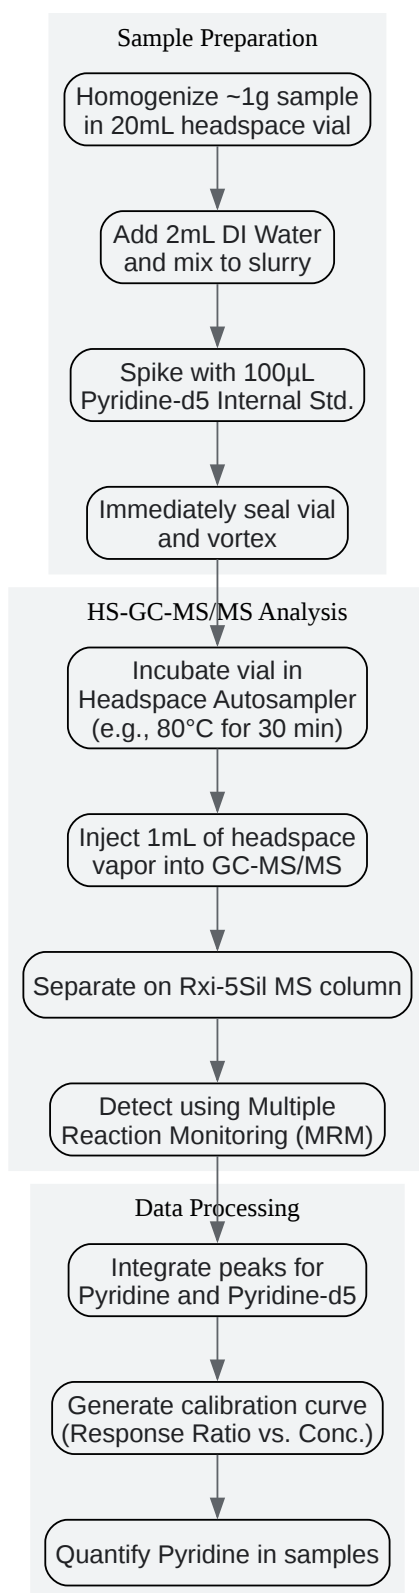 Sample Preparation
Homogenize ~1g sample
in 20mL headspace vial
Add 2mL DI Water
and mix to slurry
Spike with 100µL
Pyridine-d5 Internal Std.
Immediately seal vial
and vortex
HS-GC-MS/MS Analysis
Incubate vial in
Headspace Autosampler
(e.g., 80°C for 30 min)
Inject 1mL of headspace
vapor into GC-MS/MS
Separate on Rxi-5Sil MS column
Detect using Multiple
Reaction Monitoring (MRM)
Data Processing
Integrate peaks for
Pyridine and Pyridine-d5
Generate calibration curve
(Response Ratio vs. Conc.)
Quantify Pyridine in samples